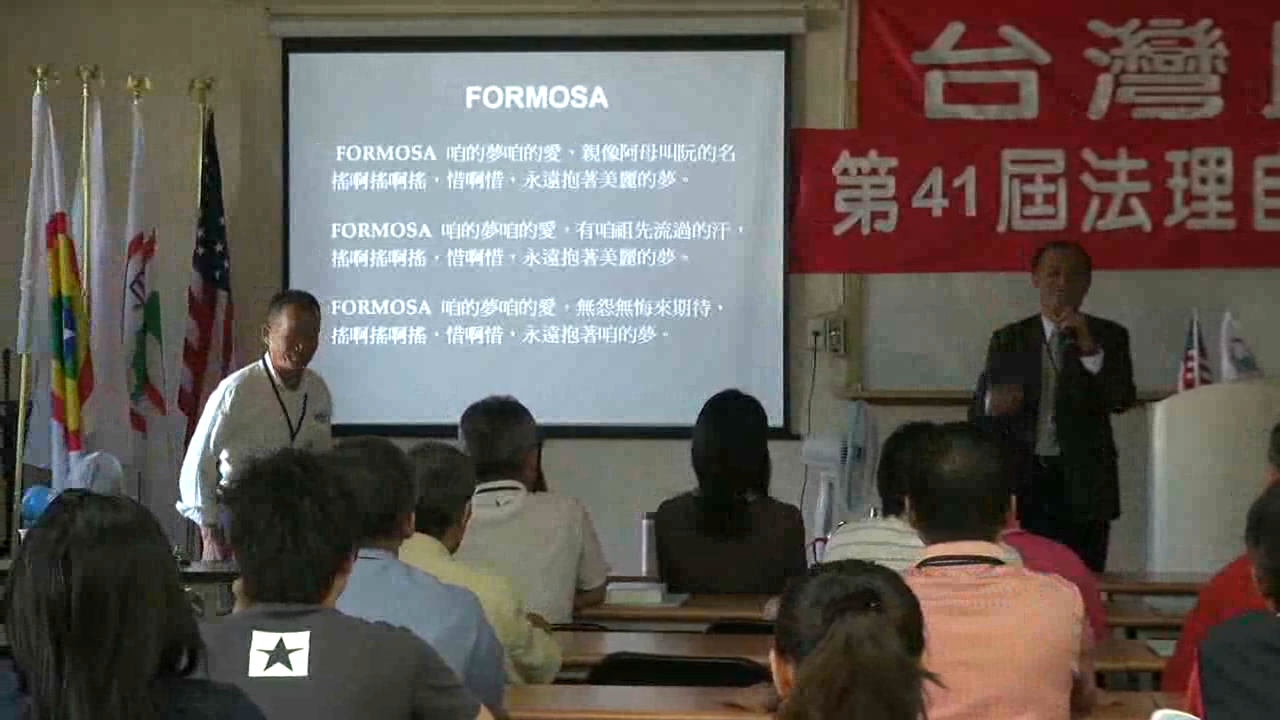 FORMOSA
FORMOSA 咱的夢咱的愛、親像阿母叫阮的名
搖啊搖啊搖，惜啊惜，永遠抱著美麗的夢。
FORMOSA 咱的夢咱的愛，有咱祖先流過的汗，
搖啊搖啊搖，惜啊惜，永遠抱著美麗的夢。
FORMOSA 咱的夢咱的愛，無怨無悔來期待，
搖啊搖啊搖，惜啊惜，永遠抱著咱的夢。
台灣
第41屆法理自